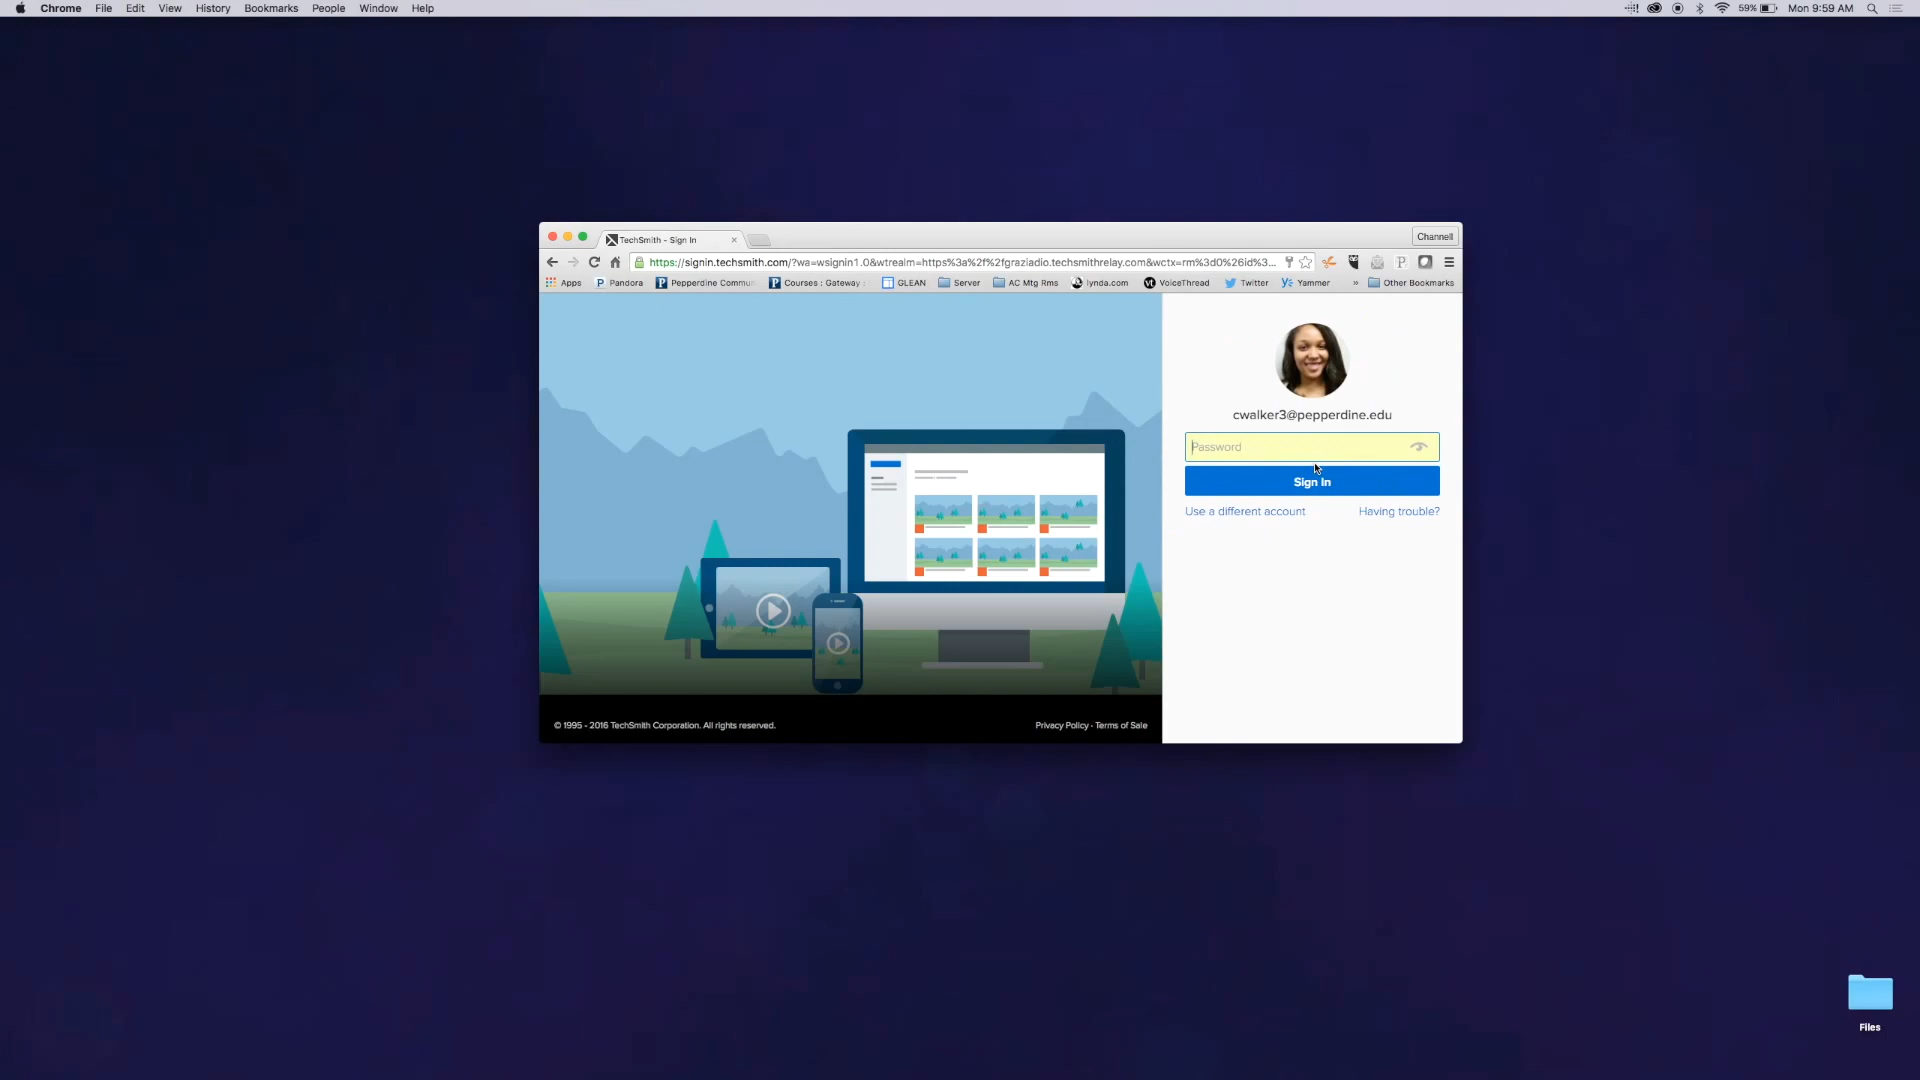 Chrome File Edit View History Bookmarks People Window Help
59% Mon 9:59 AM
TechSmith - Sign In
Channell
https://signin.techsmith.com/?wa=wsignin1.0&wtrealm=https%3a%2f%2fgraziadio.techsmithrelay.com&wctx=rm%3d0%26id%3...
Apps Pandora Pepperdine Commu Courses : Gateway : GLEAN Server AC Mtg Rms lynda.com VoiceThread Twitter Yammer » Other Bookmarks
cwalker3@pepperdine.edu
Password
Sign In
Use a different account Having trouble?
© 1995 - 2016 TechSmith Corporation. All rights reserved. Privacy Policy - Terms of Sale
Files